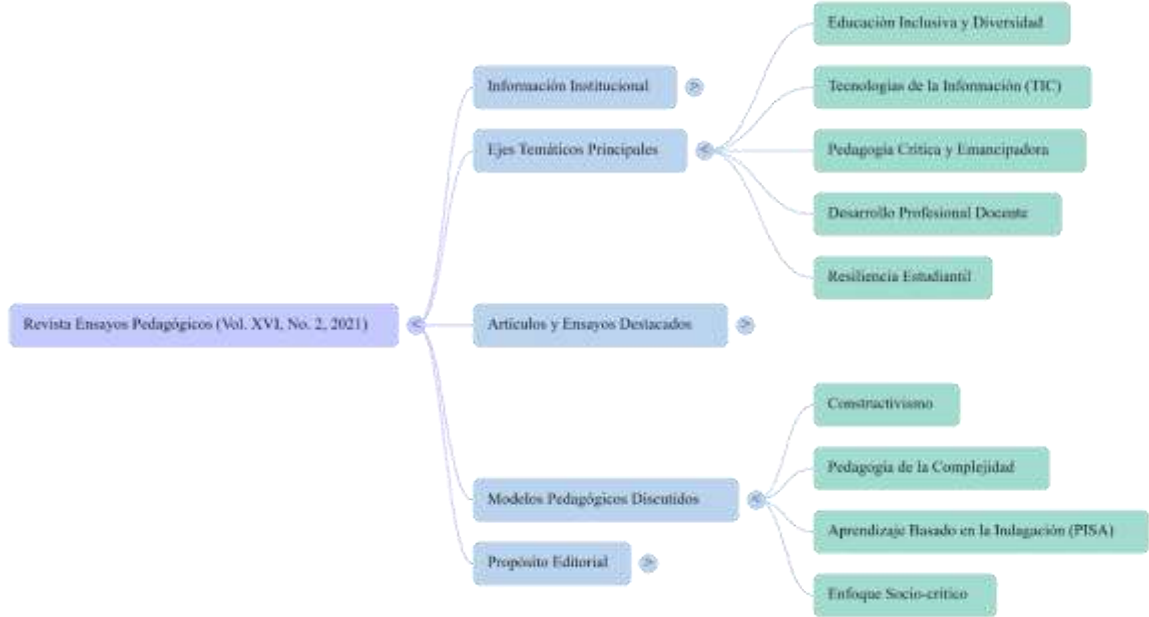 Revista Ensayos Pedagógicos (Vol. XVI, No. 2, 2021)
<
Información Institucional
>
Ejes Temáticos Principales
<
Educación Inclusiva y Diversidad
Tecnologías de la Información (TIC)
Pedagogía Crítica y Emancipadora
Desarrollo Profesional Docente
Resiliencia Estudiantil
Artículos y Ensayos Destacados
>
Modelos Pedagógicos Discutidos
<
Constructivismo
Pedagogía de la Complejidad
Aprendizaje Basado en la Indagación (PISA)
Enfoque Socio-crítico
Propósito Editorial
>